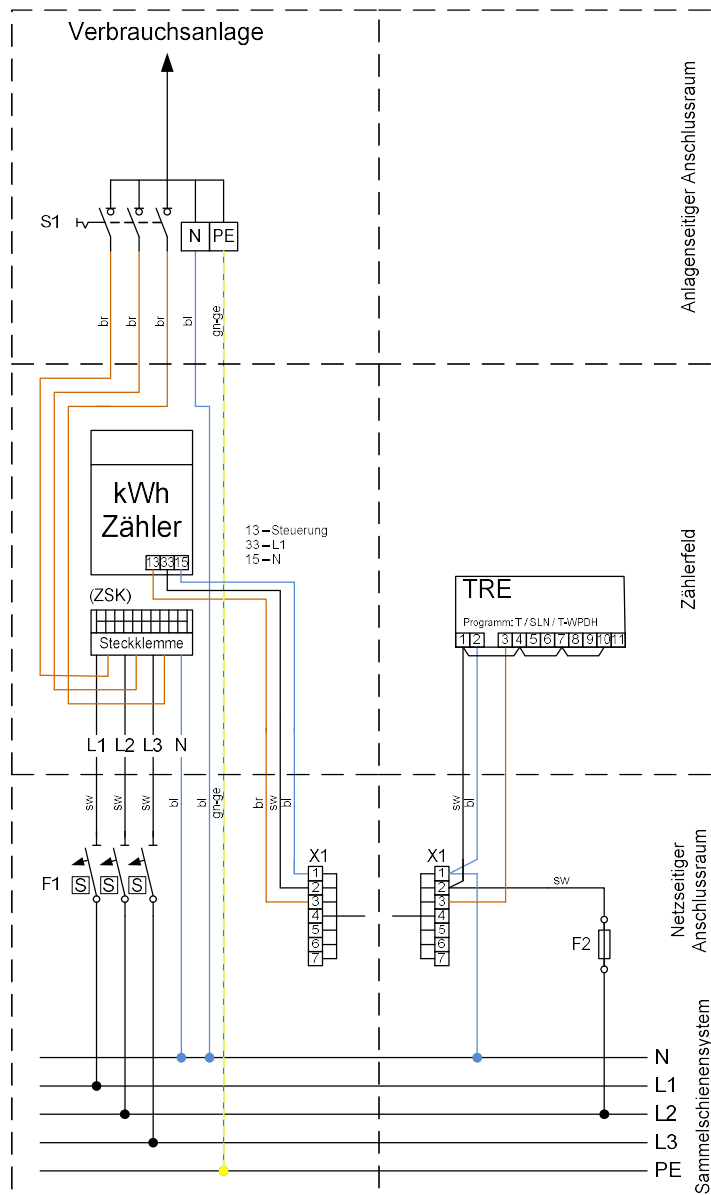 Verbrauchsanlage
Anlagenseitiger Anschlussraum
S1
N PE
br br br bl gn-ge
kWh
Zähler
13 33 15
13 – Steuerung
33 – L1
15 – N
Zählerfeld
(ZSK)
Steckklemme
TRE
Programm: T / SLN / T-WPDH
1 2 3 4 5 6 7 8 9 10 11
L1 L2 L3 N
sw sw sw bl bl gn-ge br sw bl
sw bl
Netzseitiger
Anschlussraum
F1 S S S
X1
1
2
3
4
5
6
7
X1
1
2
3
4
5
6
7
sw
F2
Sammelschienensystem
N
L1
L2
L3
PE